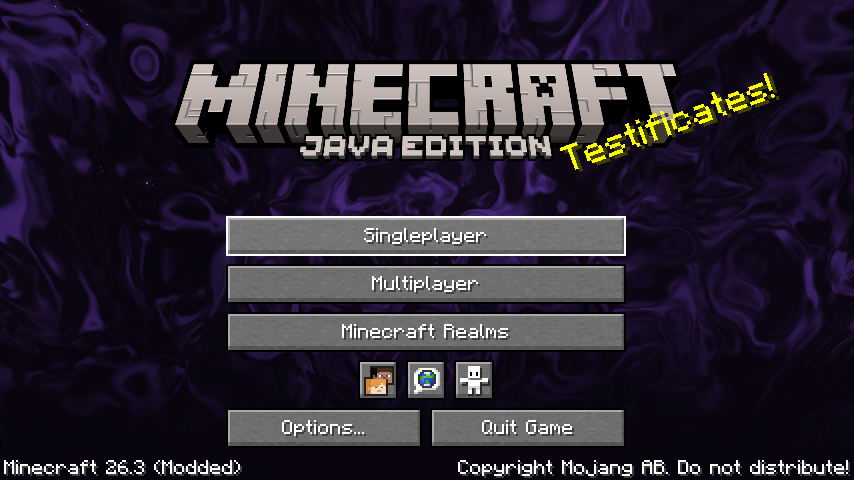 MINECRAFT
JAVA EDITION
Testificates!
Singleplayer
Multiplayer
Minecraft Realms
Options...
Quit Game
Minecraft 26.3 (Modded)
Copyright Mojang AB. Do not distribute!